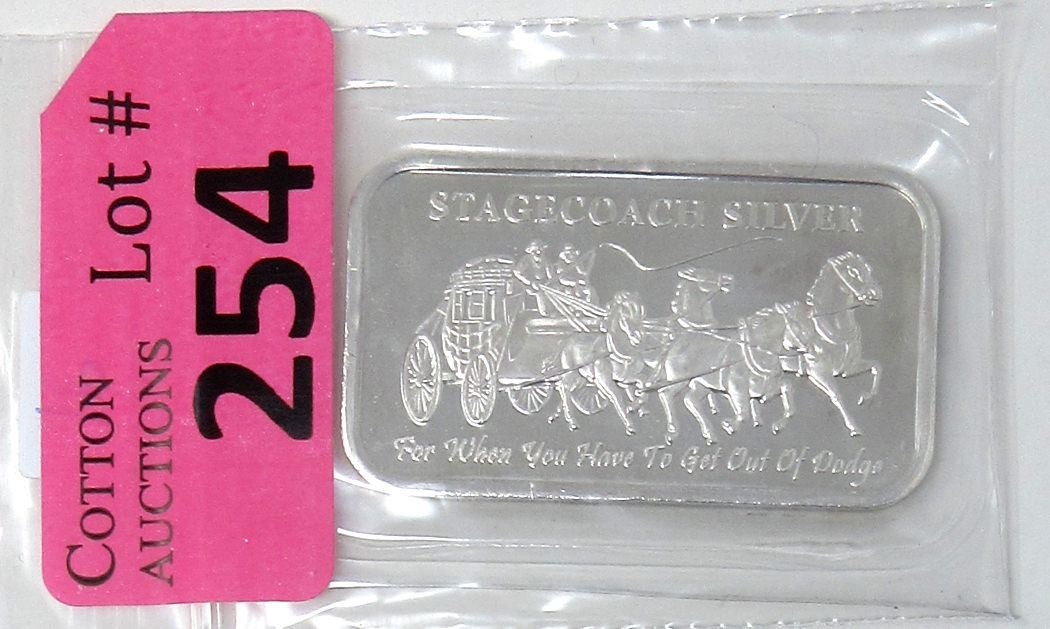 COTTON
AUCTIONS
Lot #
254
STAGECOACH SILVER
For When You Have To Get Out Of Dodge